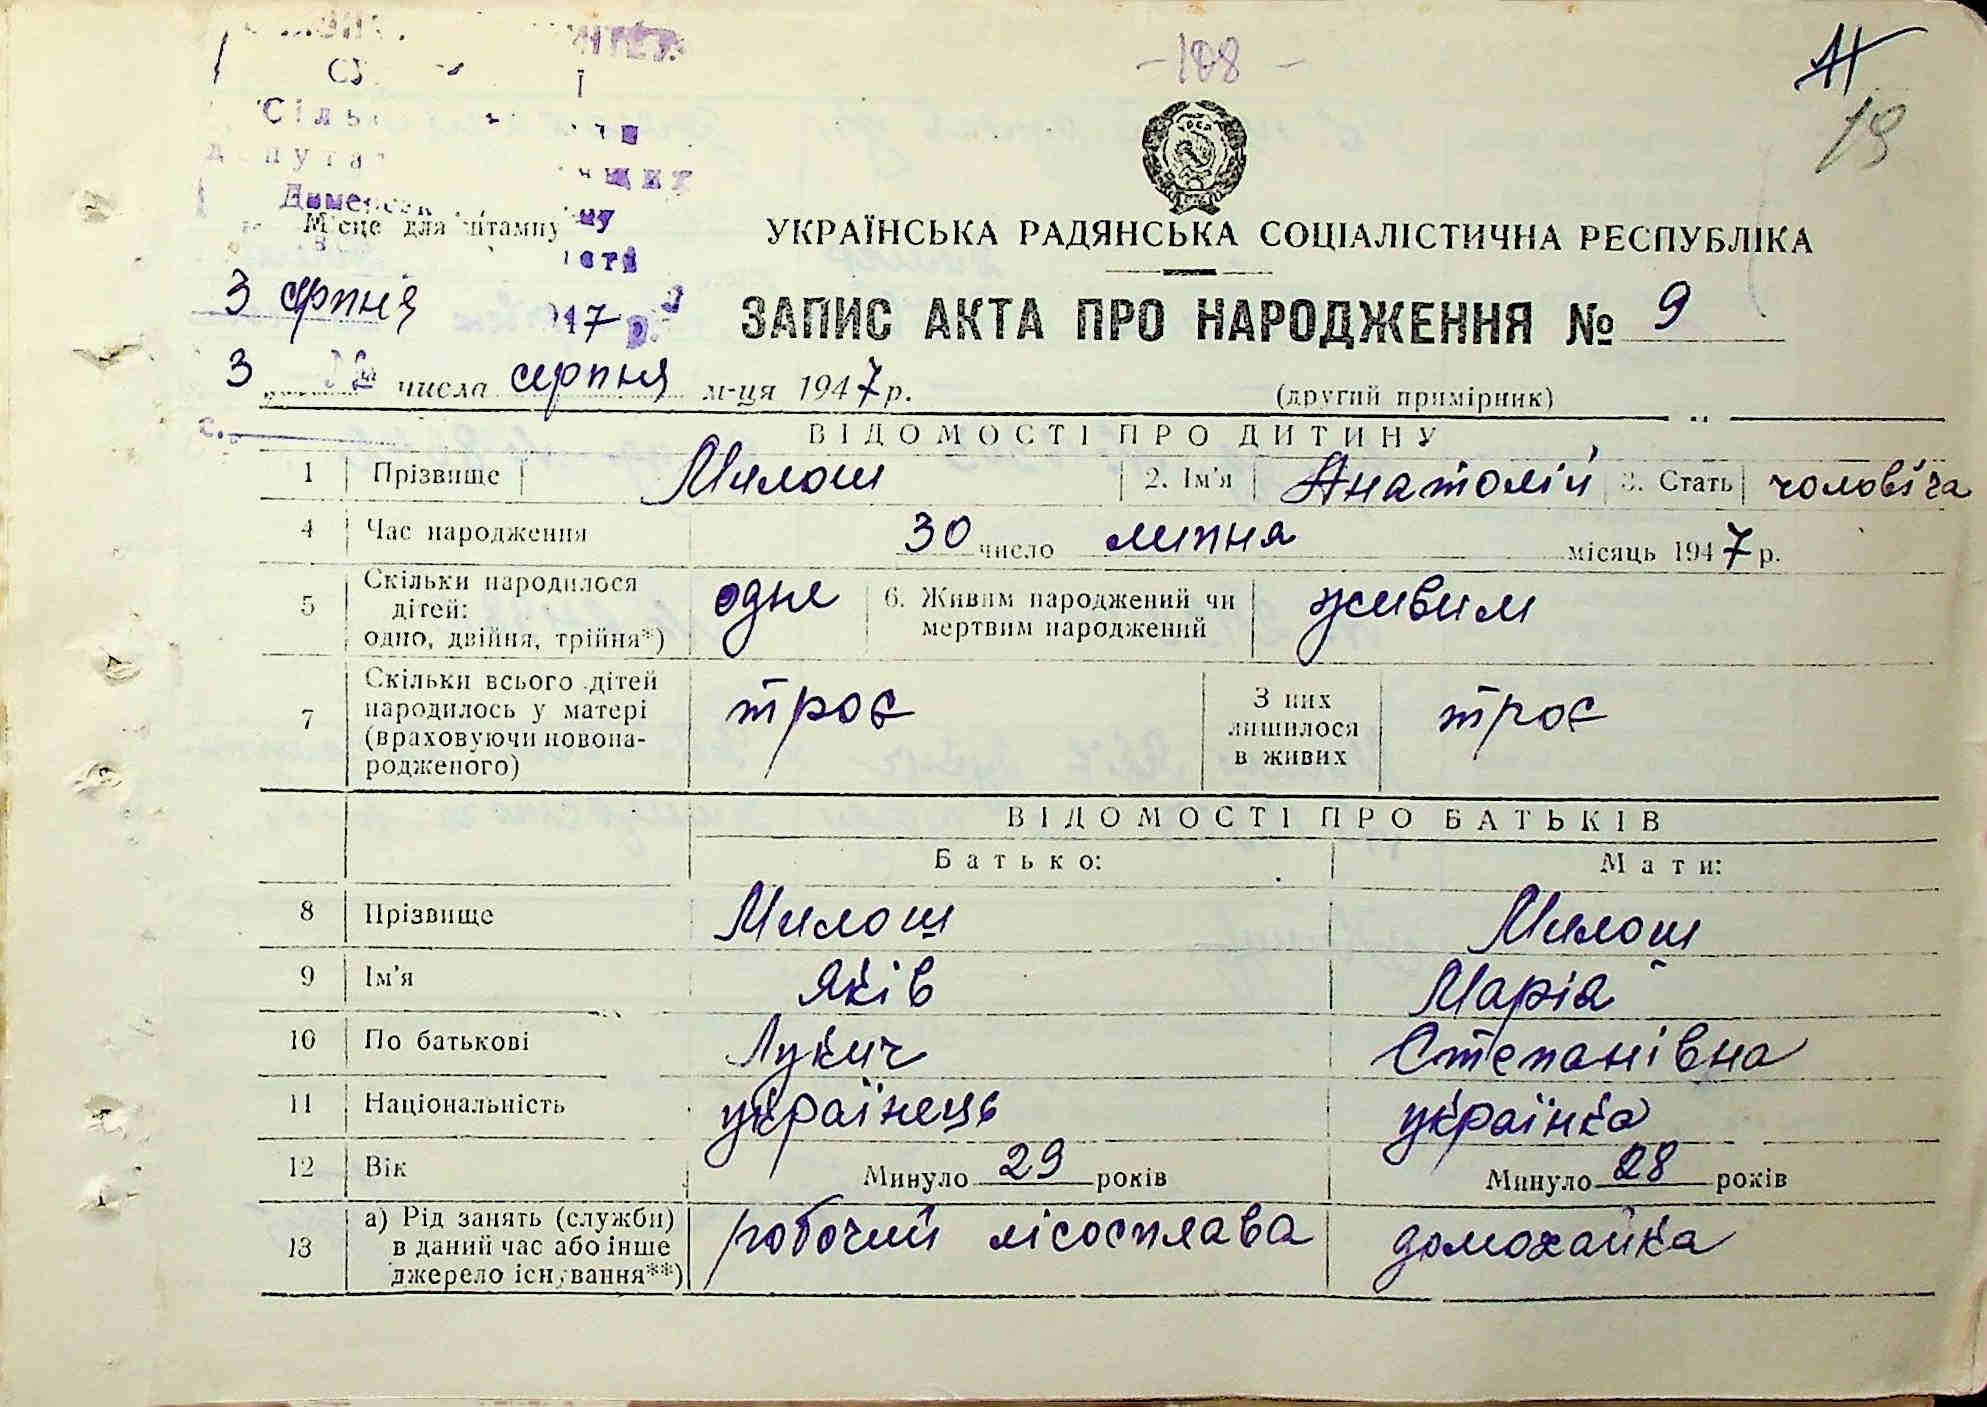 -108-
19
Місце для штампу
УКРАЇНСЬКА РАДЯНСЬКА СОЦІАЛІСТИЧНА РЕСПУБЛІКА
3 серпня 1947 р.
ЗАПИС АКТА ПРО НАРОДЖЕННЯ № 9
3 числа серпня м-ця 1947 р.
(другий примірник)
ВІДОМОСТІ ПРО ДИТИНУ
1 Прізвище Милош 2. Ім'я Анатолій 3. Стать чоловіча
4 Час народження 30 число липня місяць 1947 р.
5 Скільки народилося дітей: одно, двійня, трійня*) одне 6. Живим народжений чи мертвим народжений живим
7 Скільки всього дітей народилось у матері (враховуючи новонародженого) троє З них лишилося в живих троє
ВІДОМОСТІ ПРО БАТЬКІВ
Батько: Мати:
8 Прізвище Милош Милош
9 Ім'я Яків Марія
10 По батькові Лукич Степанівна
11 Національність українець українка
12 Вік Минуло 29 років Минуло 28 років
13 а) Рід занять (служби) в даний час або інше джерело існування**) робочий лісосплава домохайка